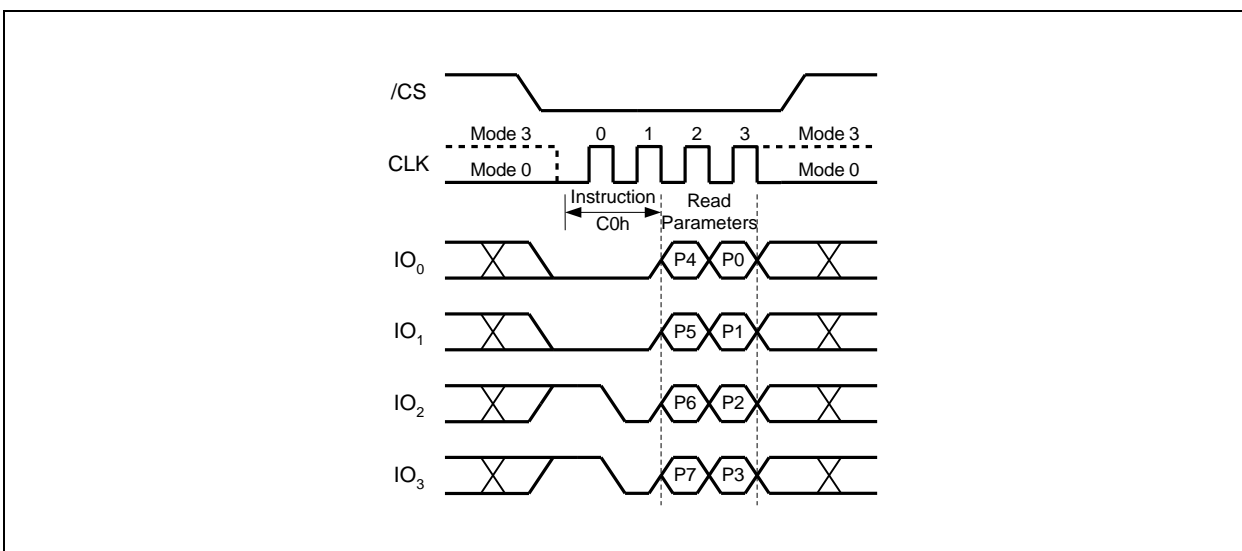 /CS
Mode 3 0 1 2 3 Mode 3
CLK
Mode 0 Mode 0
Instruction Read
C0h Parameters
IO0 P4 P0
IO1 P5 P1
IO2 P6 P2
IO3 P7 P3